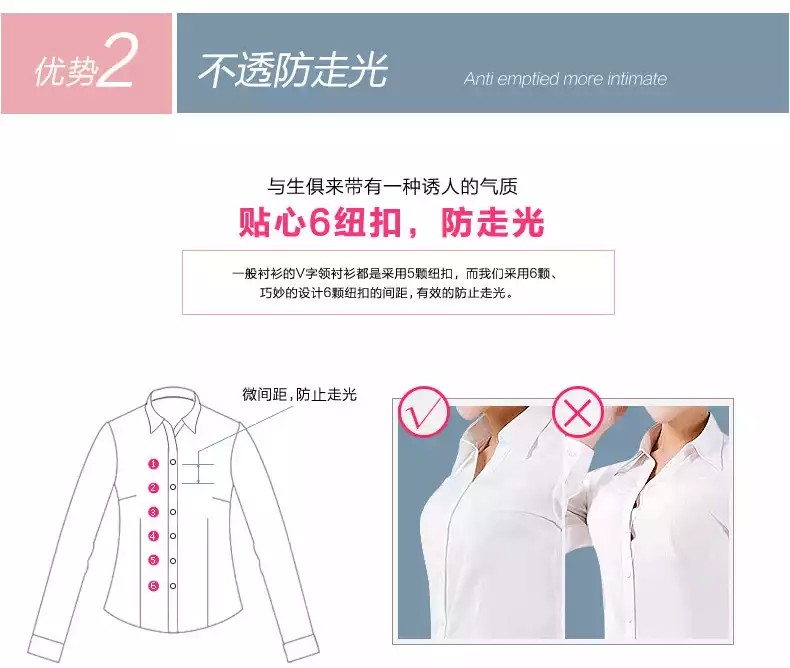 优势2
不透防走光
Anti emptied more intimate
与生俱来带有一种诱人的气质
贴心6纽扣，防走光
一般衬衫的V字领衬衫都是采用5颗纽扣，而我们采用6颗、
巧妙的设计6颗纽扣的间距，有效的防止走光。
微间距，防止走光
1
2
3
4
5
6